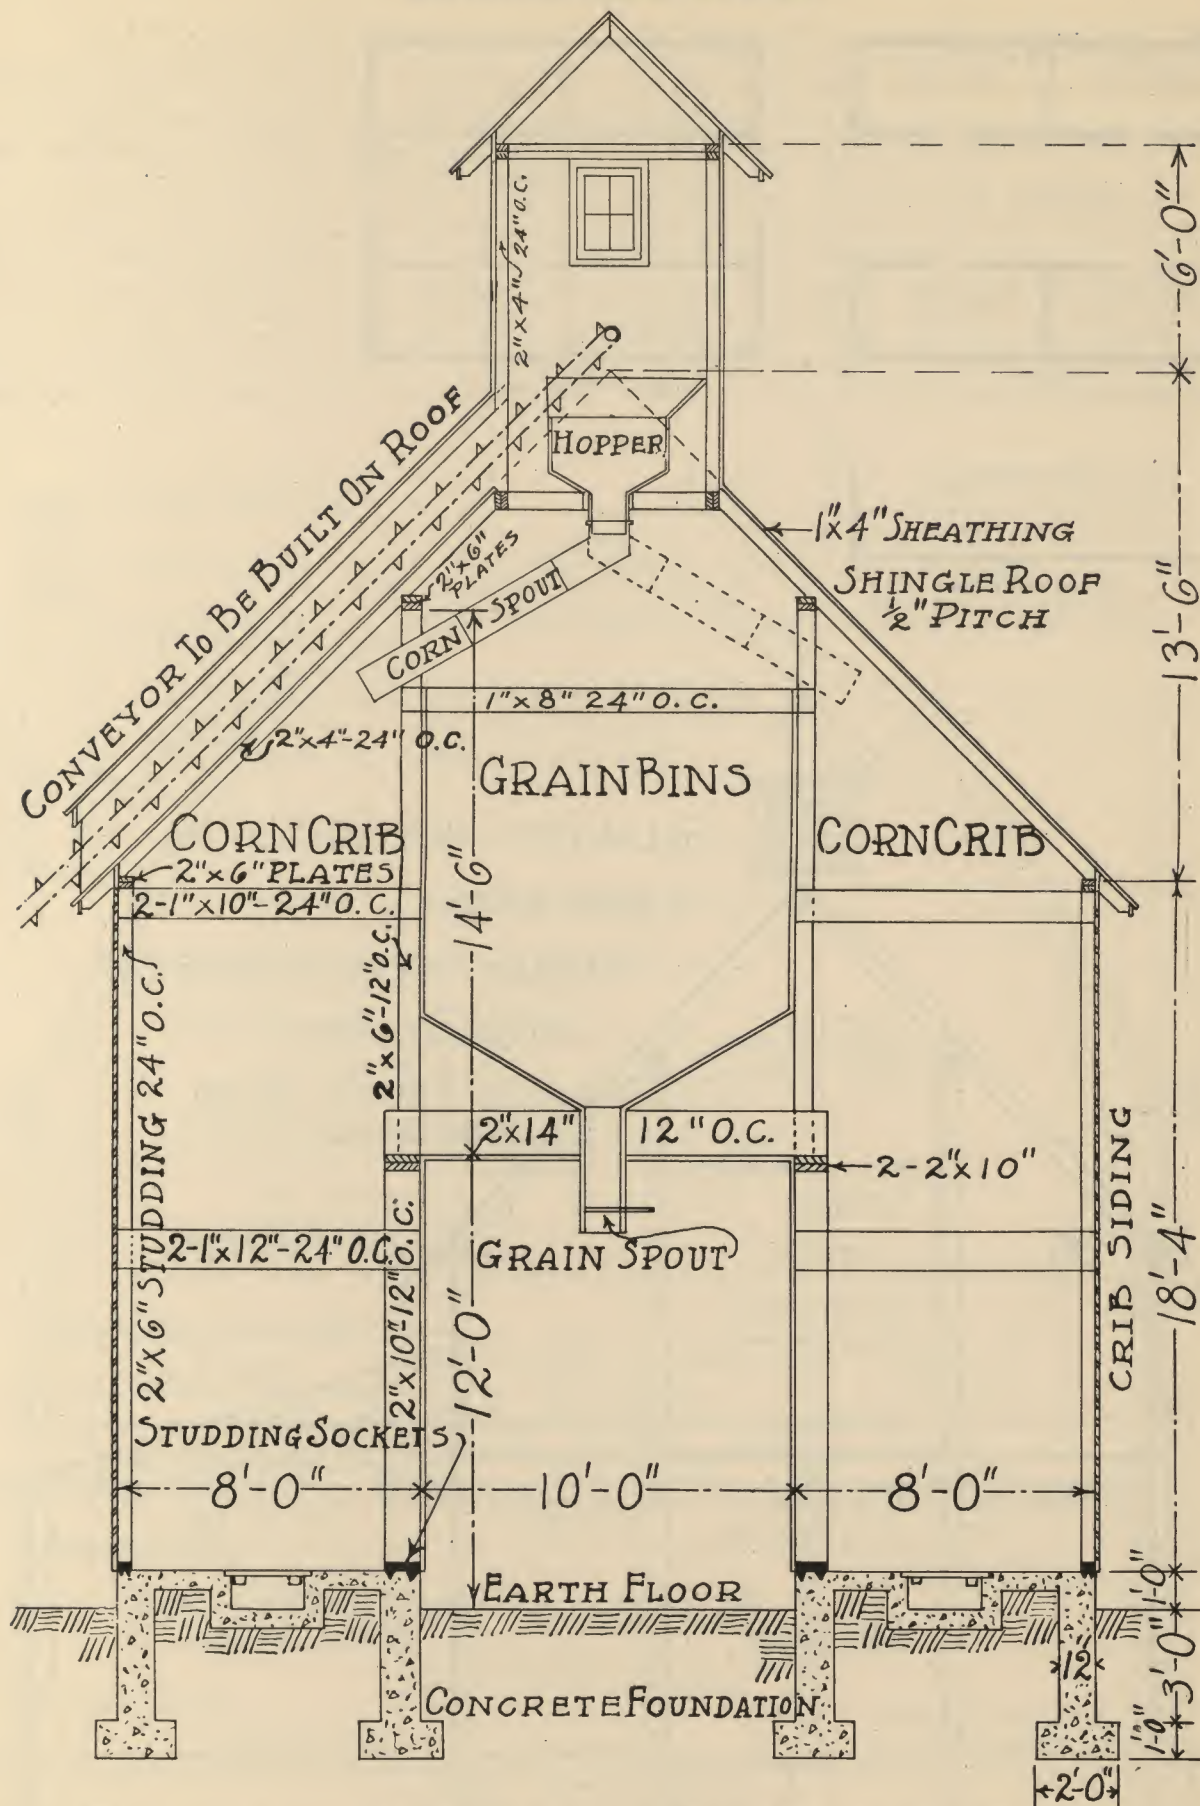 6'-0"
2"x4" 24" O.C.
HOPPER
CONVEYOR TO BE BUILT ON ROOF
1"x4" SHEATHING
SHINGLE ROOF
1/2" PITCH
2"x6"
PLATES
CORN SPOUT
13'-6"
1"x8" 24" O.C.
2"x4"-24" O.C.
GRAIN BINS
CORN CRIB
CORN CRIB
2"x6" PLATES
2-1"x10"-24" O.C.
14'-6"
2"x6"-12" O.C.
2"x6" STUDDING 24" O.C.
2"x14" 12" O.C.
2-2"x10"
2-1"x12"-24" O.C.
GRAIN SPOUT
CRIB SIDING
18'-4"
2"x10"-12" O.C.
12'-0"
STUDDING SOCKETS
8'-0"
10'-0"
8'-0"
EARTH FLOOR
1'-0"
12
3'-0"
CONCRETE FOUNDATION
1'-0"
2'-0"